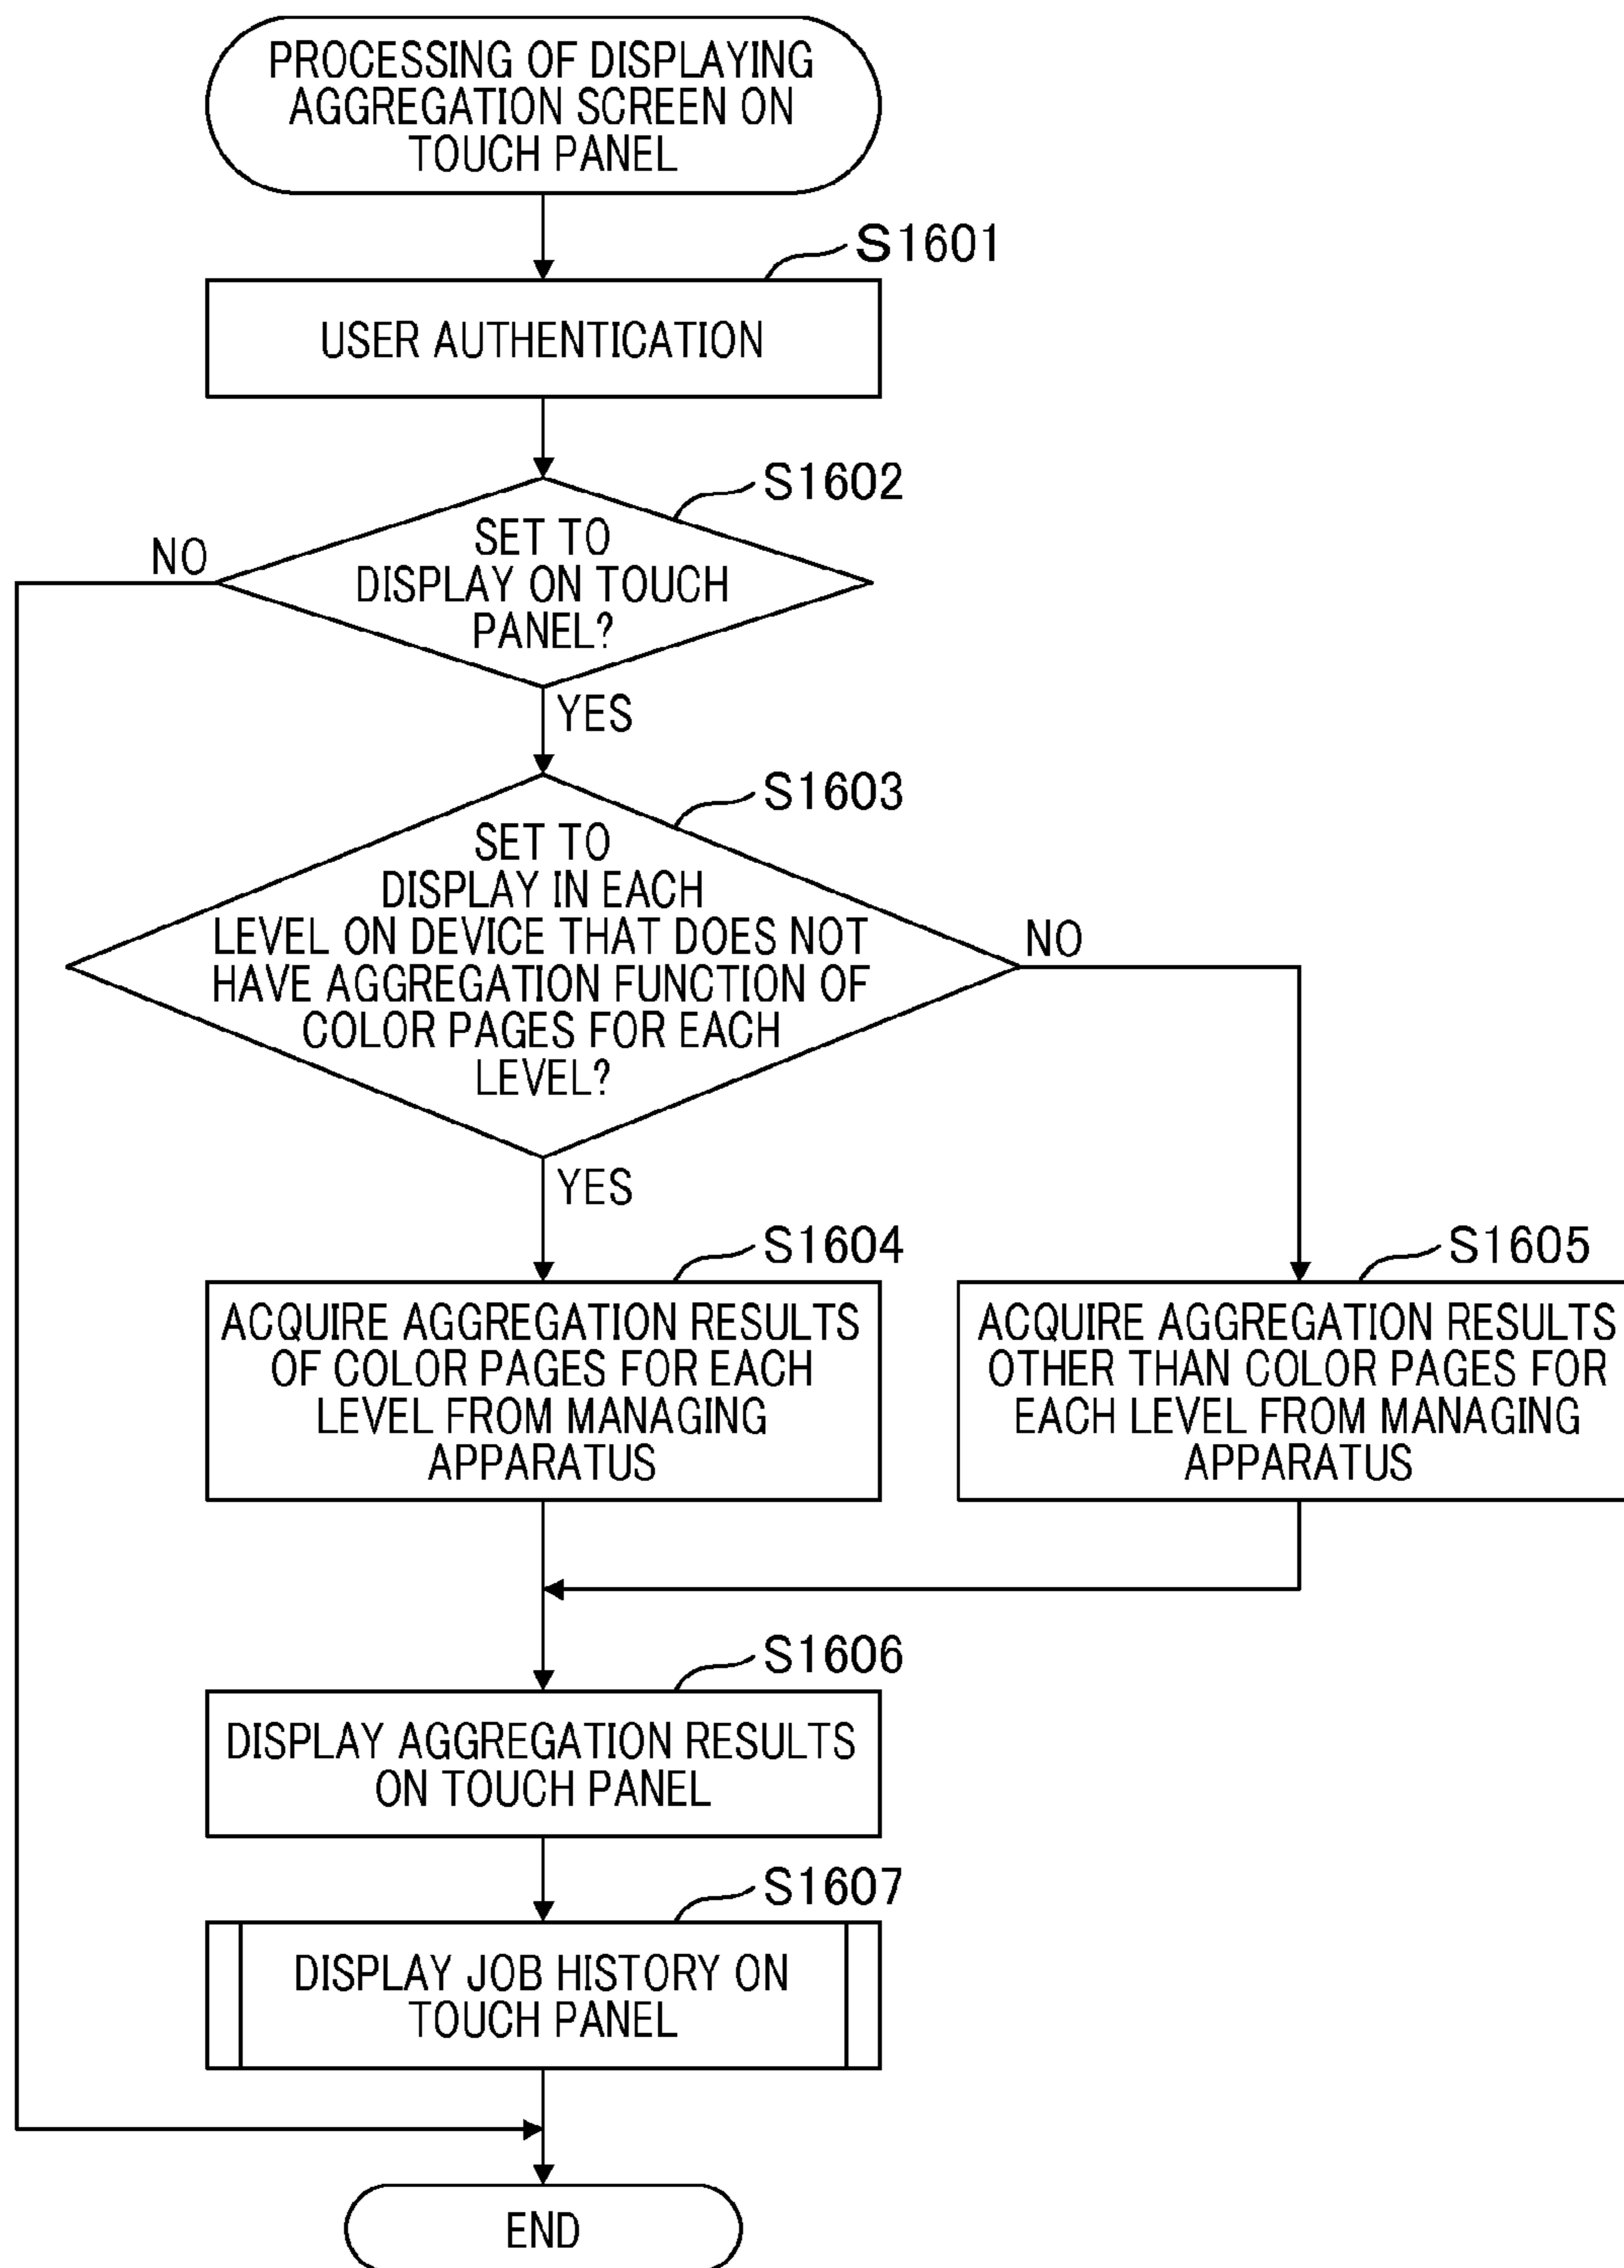 PROCESSING OF DISPLAYING
AGGREGATION SCREEN ON
TOUCH PANEL
S1601
USER AUTHENTICATION
S1602
SET TO
DISPLAY ON TOUCH
PANEL?
NO
YES
S1603
SET TO
DISPLAY IN EACH
LEVEL ON DEVICE THAT DOES NOT
HAVE AGGREGATION FUNCTION OF
COLOR PAGES FOR EACH
LEVEL?
NO
YES
S1604
ACQUIRE AGGREGATION RESULTS
OF COLOR PAGES FOR EACH
LEVEL FROM MANAGING
APPARATUS
S1605
ACQUIRE AGGREGATION RESULTS
OTHER THAN COLOR PAGES FOR
EACH LEVEL FROM MANAGING
APPARATUS
S1606
DISPLAY AGGREGATION RESULTS
ON TOUCH PANEL
S1607
DISPLAY JOB HISTORY ON
TOUCH PANEL
END